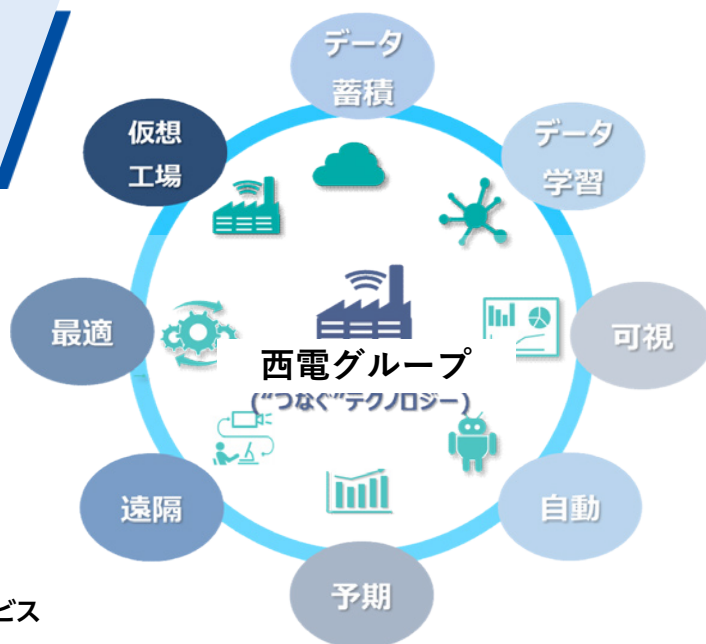 データ
蓄積
データ
学習
可視
自動
予期
遠隔
最適
仮想
工場
西電グループ
(“つなぐ”テクノロジー)
ビス